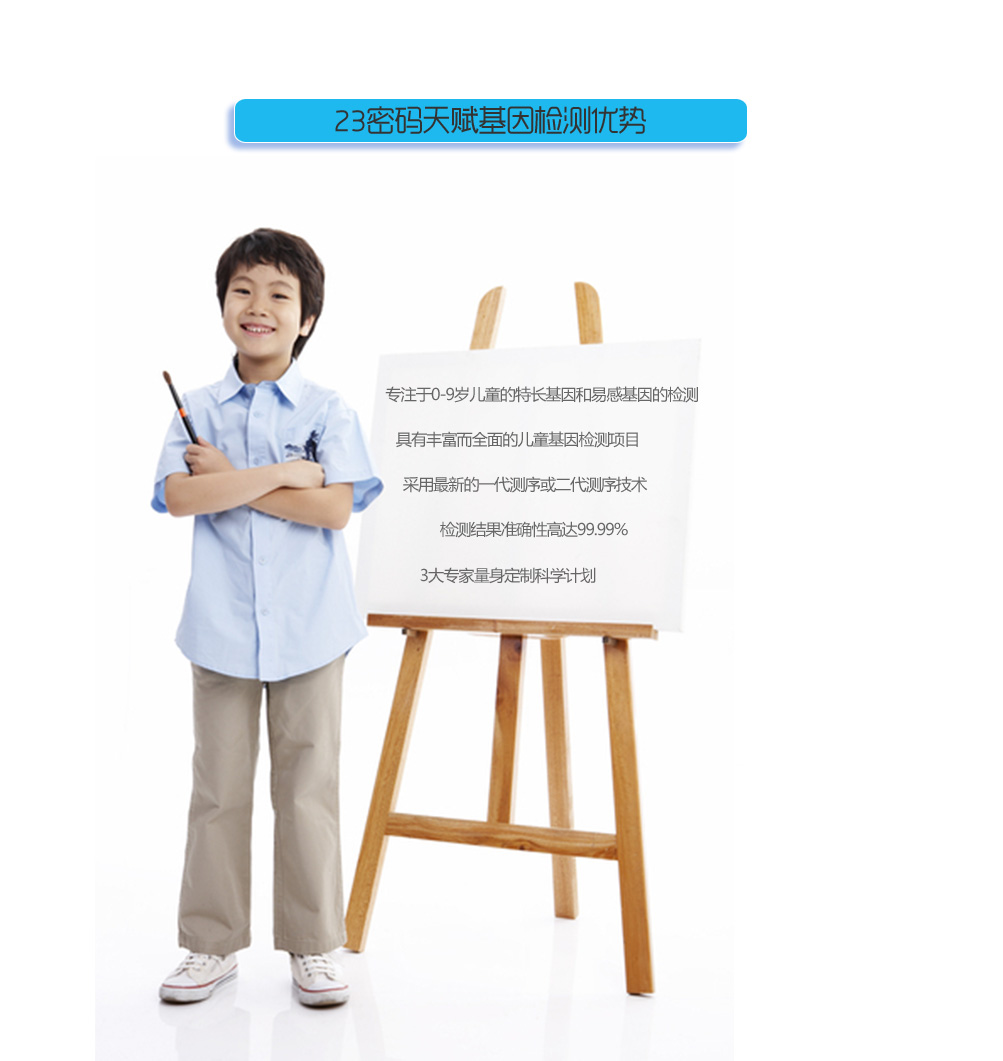 23密码天赋基因检测优势
专注于0-9岁儿童的特长基因和易感基因的检测
具有丰富而全面的儿童基因检测项目
采用最新的一代测序或二代测序技术
检测结果准确性高达99.99%
3大专家量身定制科学计划